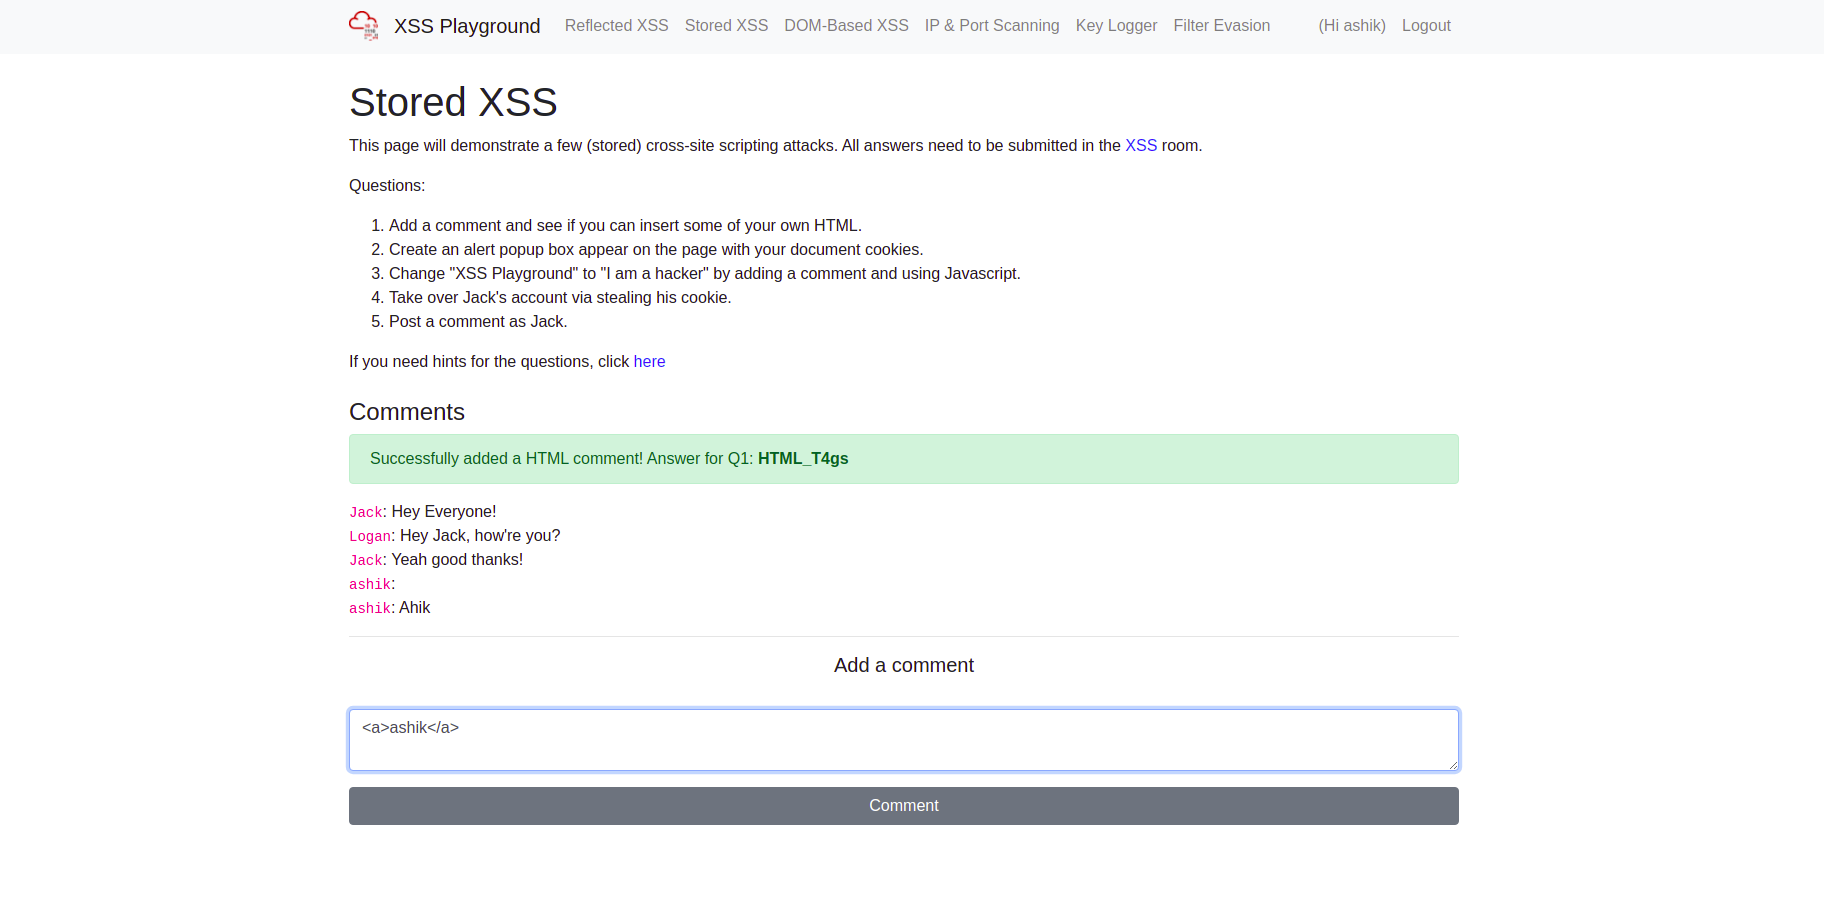 XSS Playground Reflected XSS Stored XSS DOM-Based XSS IP & Port Scanning Key Logger Filter Evasion (Hi ashik) Logout
Stored XSS
This page will demonstrate a few (stored) cross-site scripting attacks. All answers need to be submitted in the XSS room.
Questions:
1. Add a comment and see if you can insert some of your own HTML.
2. Create an alert popup box appear on the page with your document cookies.
3. Change "XSS Playground" to "I am a hacker" by adding a comment and using Javascript.
4. Take over Jack's account via stealing his cookie.
5. Post a comment as Jack.
If you need hints for the questions, click here
Comments
Successfully added a HTML comment! Answer for Q1: HTML_T4gs
Jack: Hey Everyone!
Logan: Hey Jack, how're you?
Jack: Yeah good thanks!
ashik:
ashik: Ahik
Add a comment
<a>ashik</a>
Comment